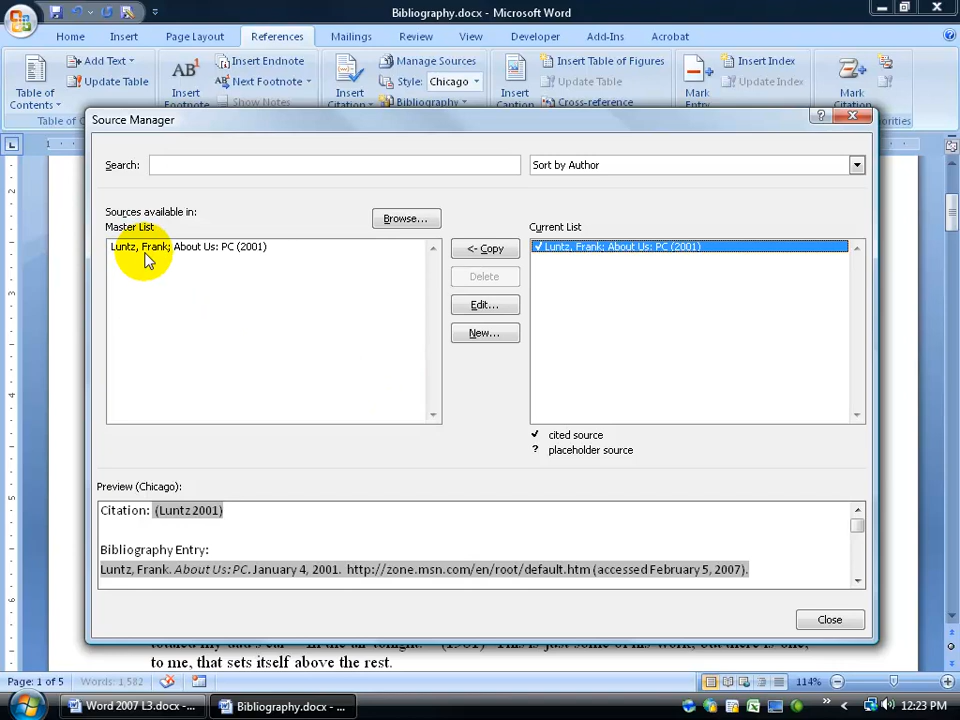 Bibliography.docx - Microsoft Word
Home Insert Page Layout References Mailings Review View Developer Add-Ins Acrobat
Add Text
Insert Endnote
Manage Sources
Insert Table of Figures
Insert Index
Update Table
Next Footnote
Style: Chicago
Update Table
Update Index
Table of Contents
Insert Footnote
Show Notes
Insert Citation
Bibliography
Insert Caption
Cross-reference
Mark Entry
Mark Citation
Source Manager
Search:
Sort by Author
Sources available in:
Master List
Browse...
Current List
Luntz, Frank; About Us: PC (2001)
<- Copy
Luntz, Frank; About Us: PC (2001)
Delete
Edit...
New...
cited source
? placeholder source
Preview (Chicago):
Citation: (Luntz 2001)
Bibliography Entry:
Luntz, Frank. About Us: PC. January 4, 2001. http://zone.msn.com/en/root/default.htm (accessed February 5, 2007).
Close
to me, that sets itself above the rest.
Page: 1 of 5 Words: 1,582 114%
Word 2007 L3.docx -... Bibliography.docx - ... 12:23 PM